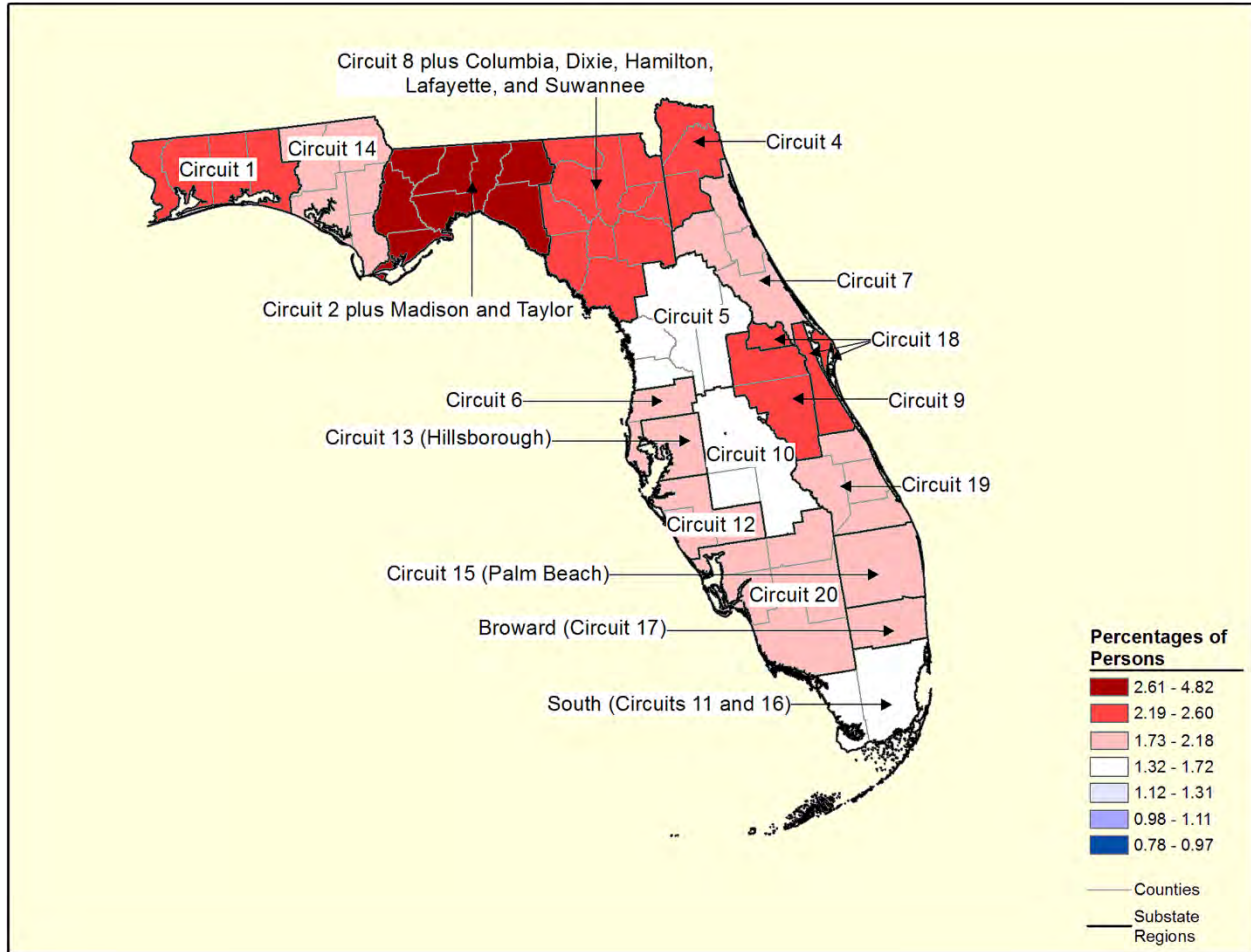 Circuit 8 plus Columbia, Dixie, Hamilton,
Lafayette, and Suwannee
Circuit 4
Circuit 14
Circuit 1
Circuit 7
Circuit 2 plus Madison and Taylor
Circuit 5
Circuit 18
Circuit 6
Circuit 9
Circuit 13 (Hillsborough)
Circuit 10
Circuit 19
Circuit 12
Circuit 15 (Palm Beach)
Circuit 20
Broward (Circuit 17)
South (Circuits 11 and 16)
Percentages of
Persons
2.61 - 4.82
2.19 - 2.60
1.73 - 2.18
1.32 - 1.72
1.12 - 1.31
0.98 - 1.11
0.78 - 0.97
Counties
Substate
Regions